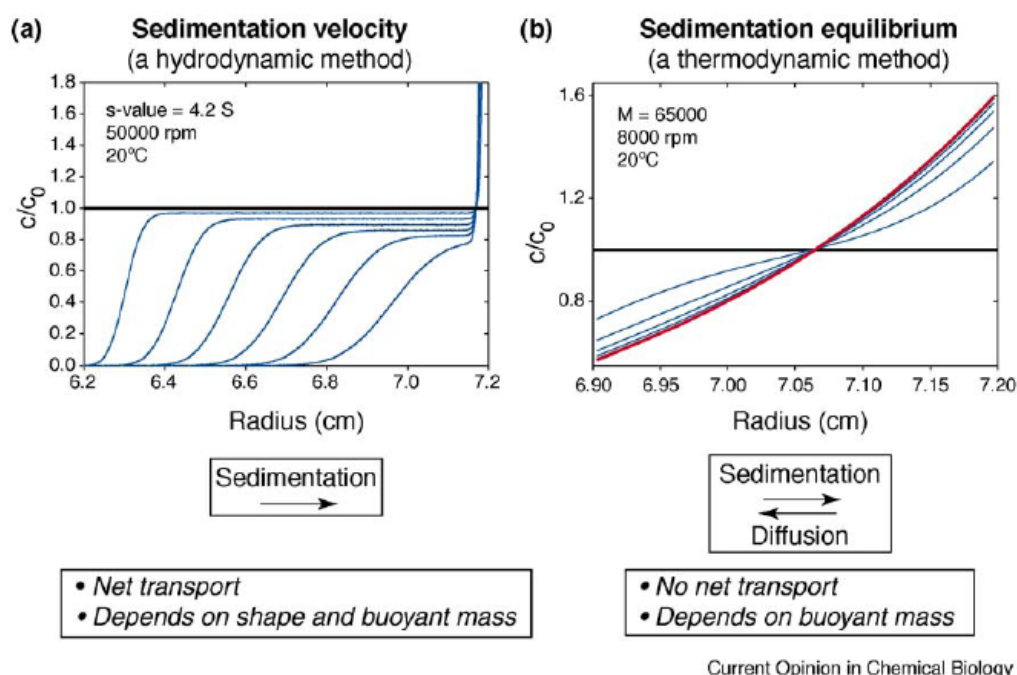 (a)
Sedimentation velocity
(a hydrodynamic method)
1.8
1.6
1.4
1.2
1.0
0.8
0.6
0.4
0.2
0.0
c/c₀
s-value = 4.2 S
50000 rpm
20°C
6.2 6.4 6.6 6.8 7.0 7.2
Radius (cm)
Sedimentation
• Net transport
• Depends on shape and buoyant mass
(b)
Sedimentation equilibrium
(a thermodynamic method)
1.6
1.2
0.8
c/c₀
M = 65000
8000 rpm
20°C
6.90 6.95 7.00 7.05 7.10 7.15 7.20
Radius (cm)
Sedimentation
Diffusion
• No net transport
• Depends on buoyant mass
Current Opinion in Chemical Biology